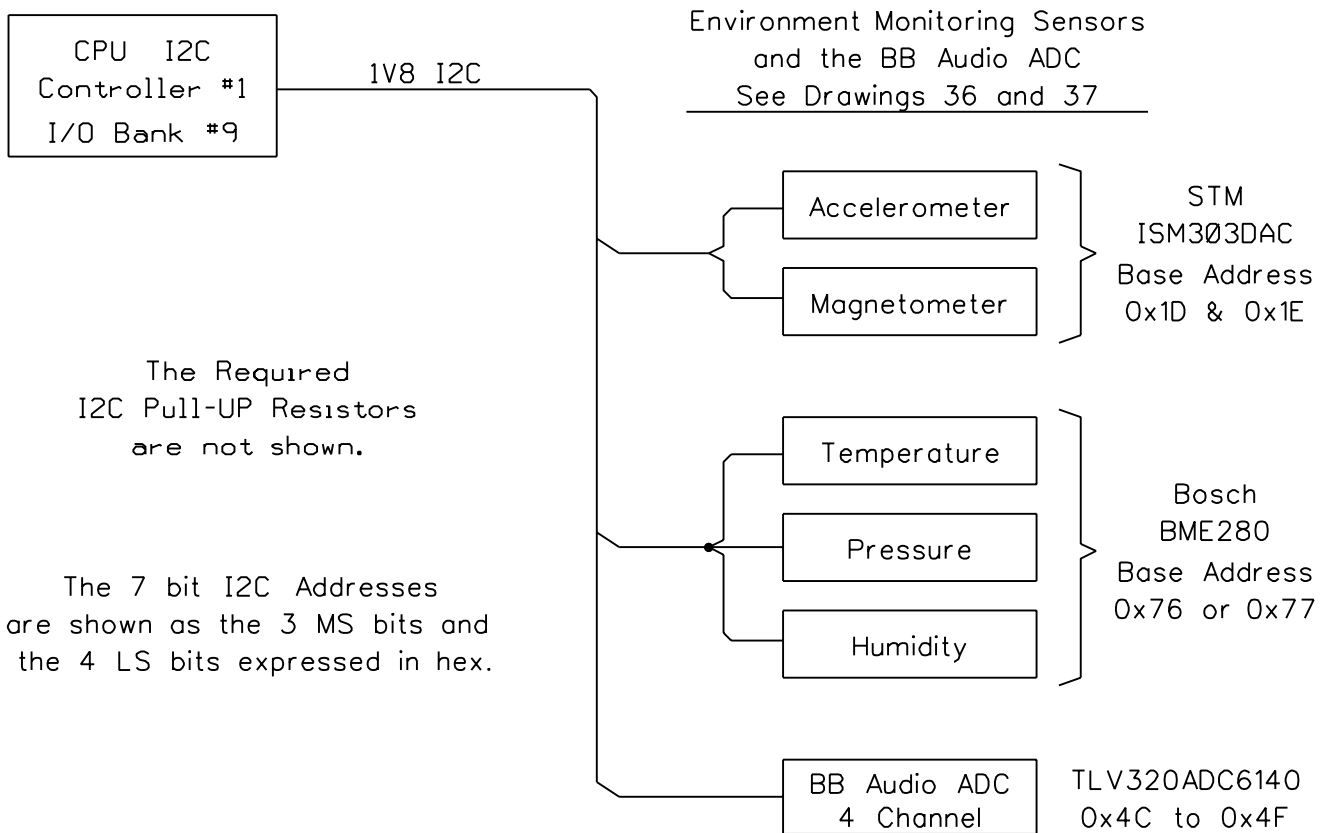 CPU I2C
Controller #1
I/O Bank #9
1V8 I2C
Environment Monitoring Sensors
and the BB Audio ADC
See Drawings 36 and 37
Accelerometer
Magnetometer
STM
ISM303DAC
Base Address
0x1D & 0x1E
The Required
I2C Pull-UP Resistors
are not shown.
Temperature
Pressure
Humidity
Bosch
BME280
Base Address
0x76 or 0x77
The 7 bit I2C Addresses
are shown as the 3 MS bits and
the 4 LS bits expressed in hex.
BB Audio ADC
4 Channel
TLV320ADC6140
0x4C to 0x4F